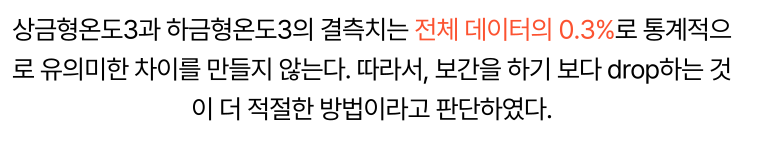 상금형온도3과 하금형온도3의 결측치는 전체 데이터의 0.3%로 통계적으
로 유의미한 차이를 만들지 않는다. 따라서, 보간을 하기 보다 drop하는 것
이 더 적절한 방법이라고 판단하였다.